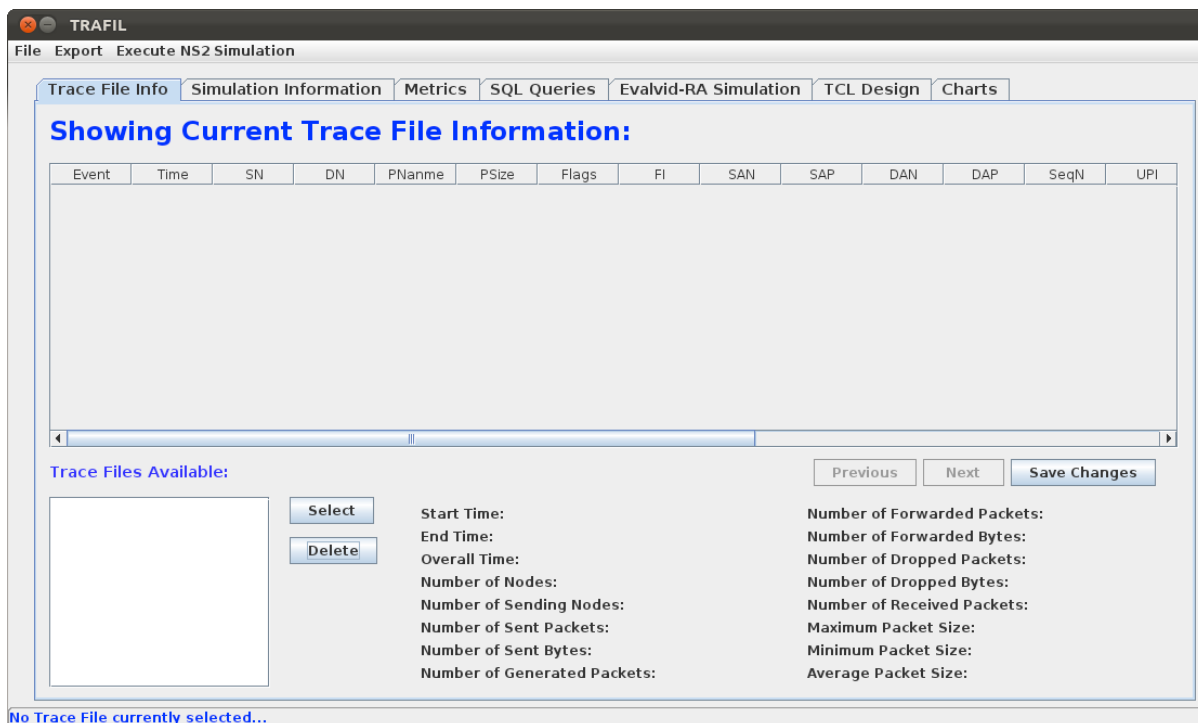 TRAFIL
File Export Execute NS2 Simulation
Trace File Info Simulation Information Metrics SQL Queries Evalvid-RA Simulation TCL Design Charts
Showing Current Trace File Information:
Event Time SN DN PNanme PSize Flags FI SAN SAP DAN DAP SeqN UPI
Trace Files Available:
Previous Next Save Changes
Select
Delete
Start Time:
End Time:
Overall Time:
Number of Nodes:
Number of Sending Nodes:
Number of Sent Packets:
Number of Sent Bytes:
Number of Generated Packets:
Number of Forwarded Packets:
Number of Forwarded Bytes:
Number of Dropped Packets:
Number of Dropped Bytes:
Number of Received Packets:
Maximum Packet Size:
Minimum Packet Size:
Average Packet Size:
No Trace File currently selected...